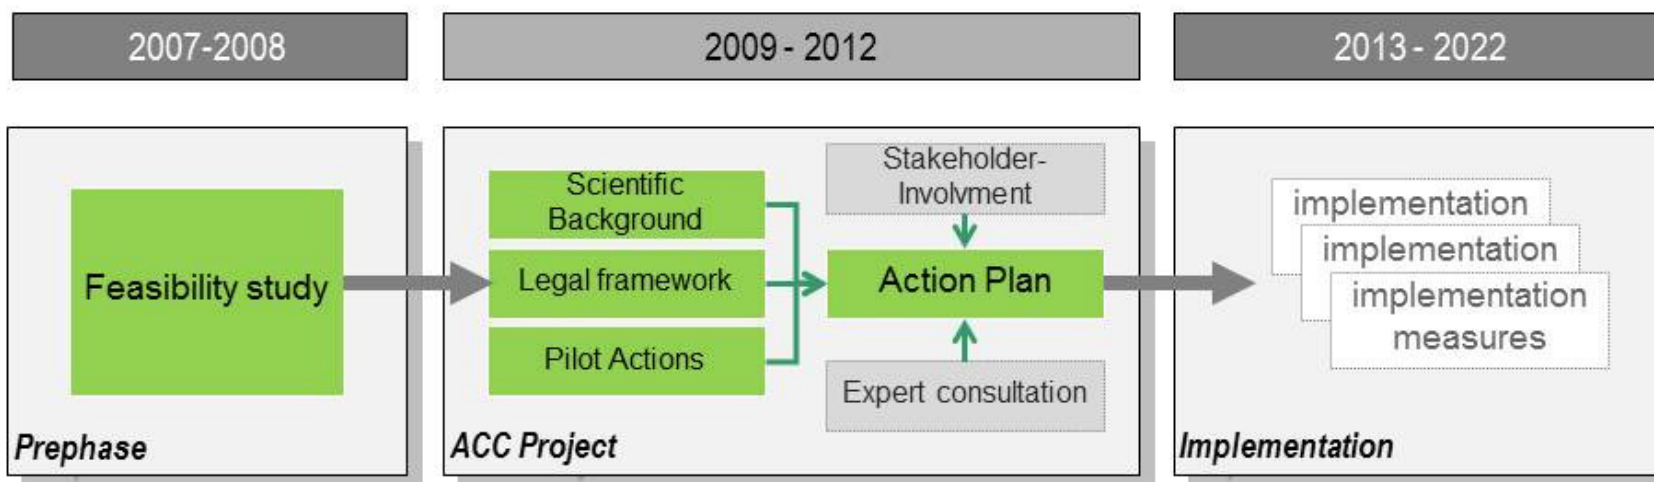 2007-2008
2009 - 2012
2013 - 2022
Feasibility study
Prephase
Scientific
Background
Legal framework
Pilot Actions
Stakeholder-
Involvment
Action Plan
Expert consultation
ACC Project
implementation
implementation
implementation
measures
Implementation